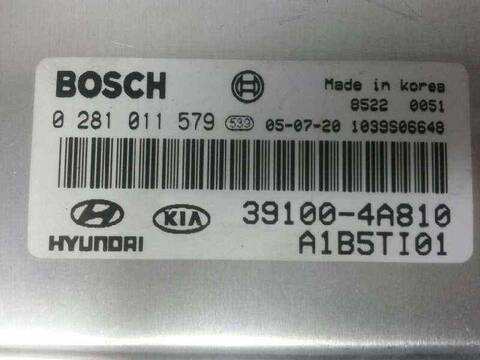 BOSCH Made in korea
8522 0051
0 281 011 579 539 05-07-20 1039S06648
HYUNDAI KIA 39100-4A810
A1B5TI01